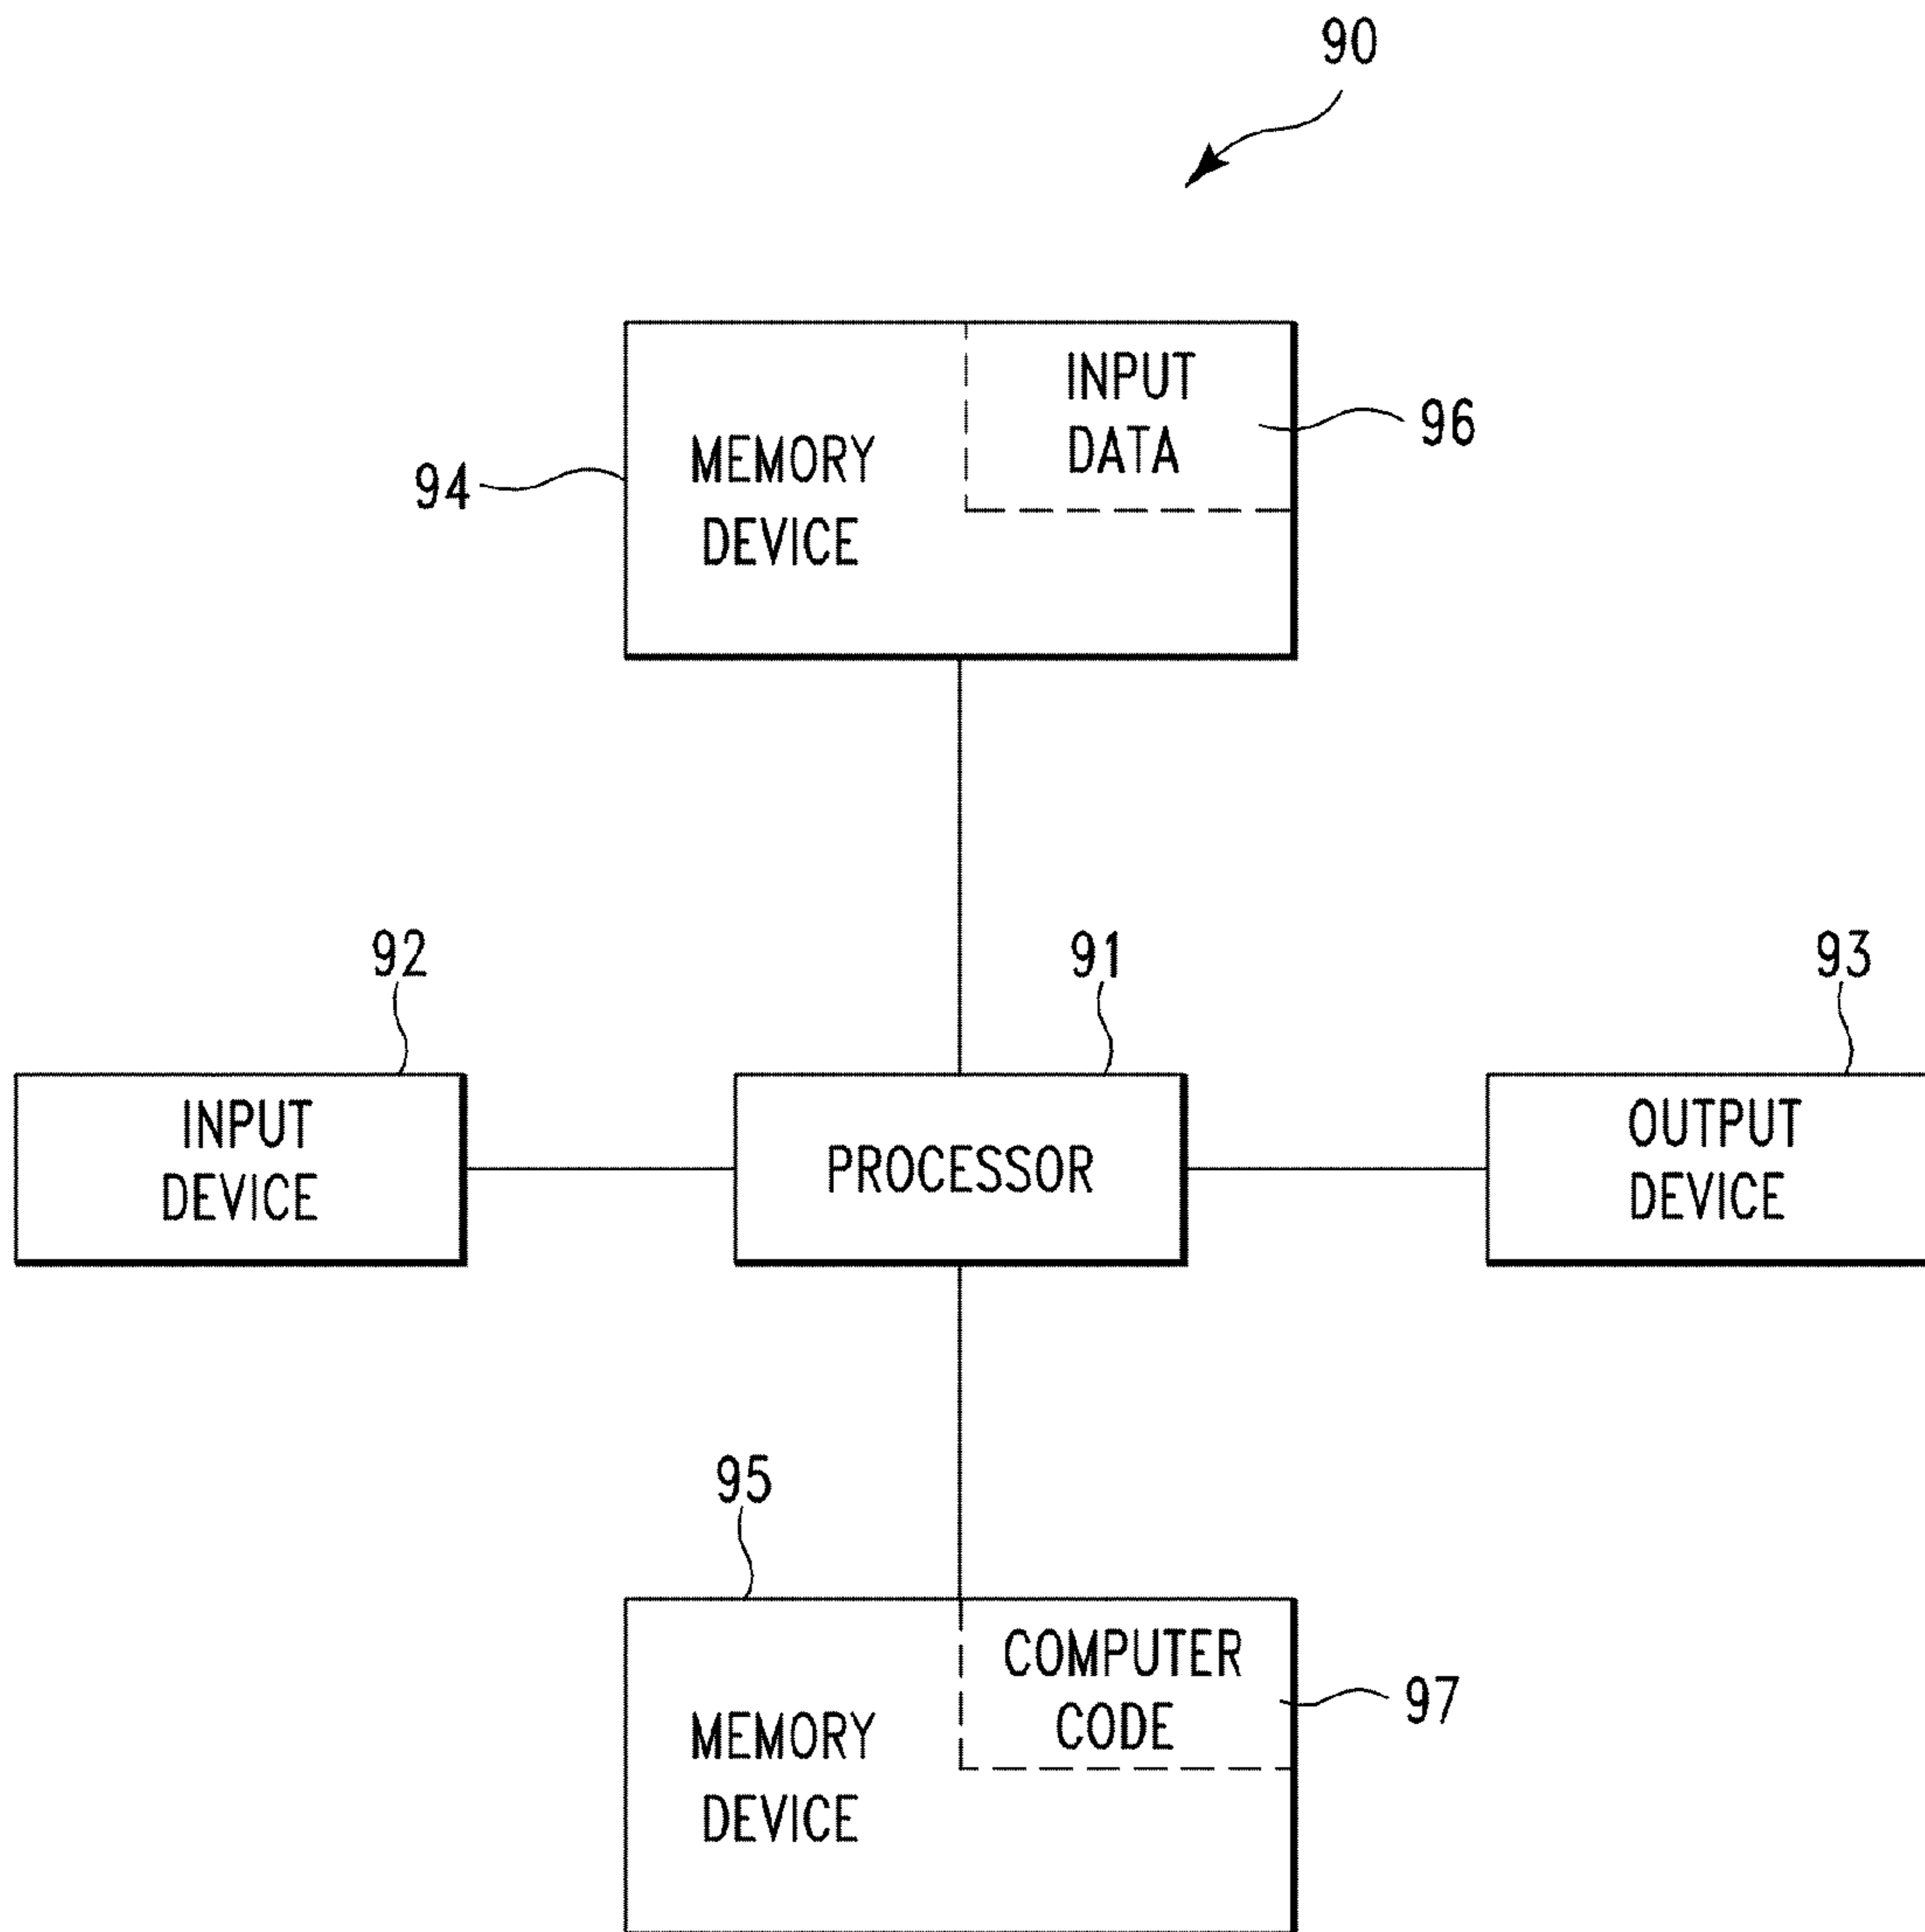 90
INPUT
DATA
96
MEMORY
DEVICE
94
92
91
93
INPUT
DEVICE
PROCESSOR
OUTPUT
DEVICE
95
COMPUTER
CODE
97
MEMORY
DEVICE